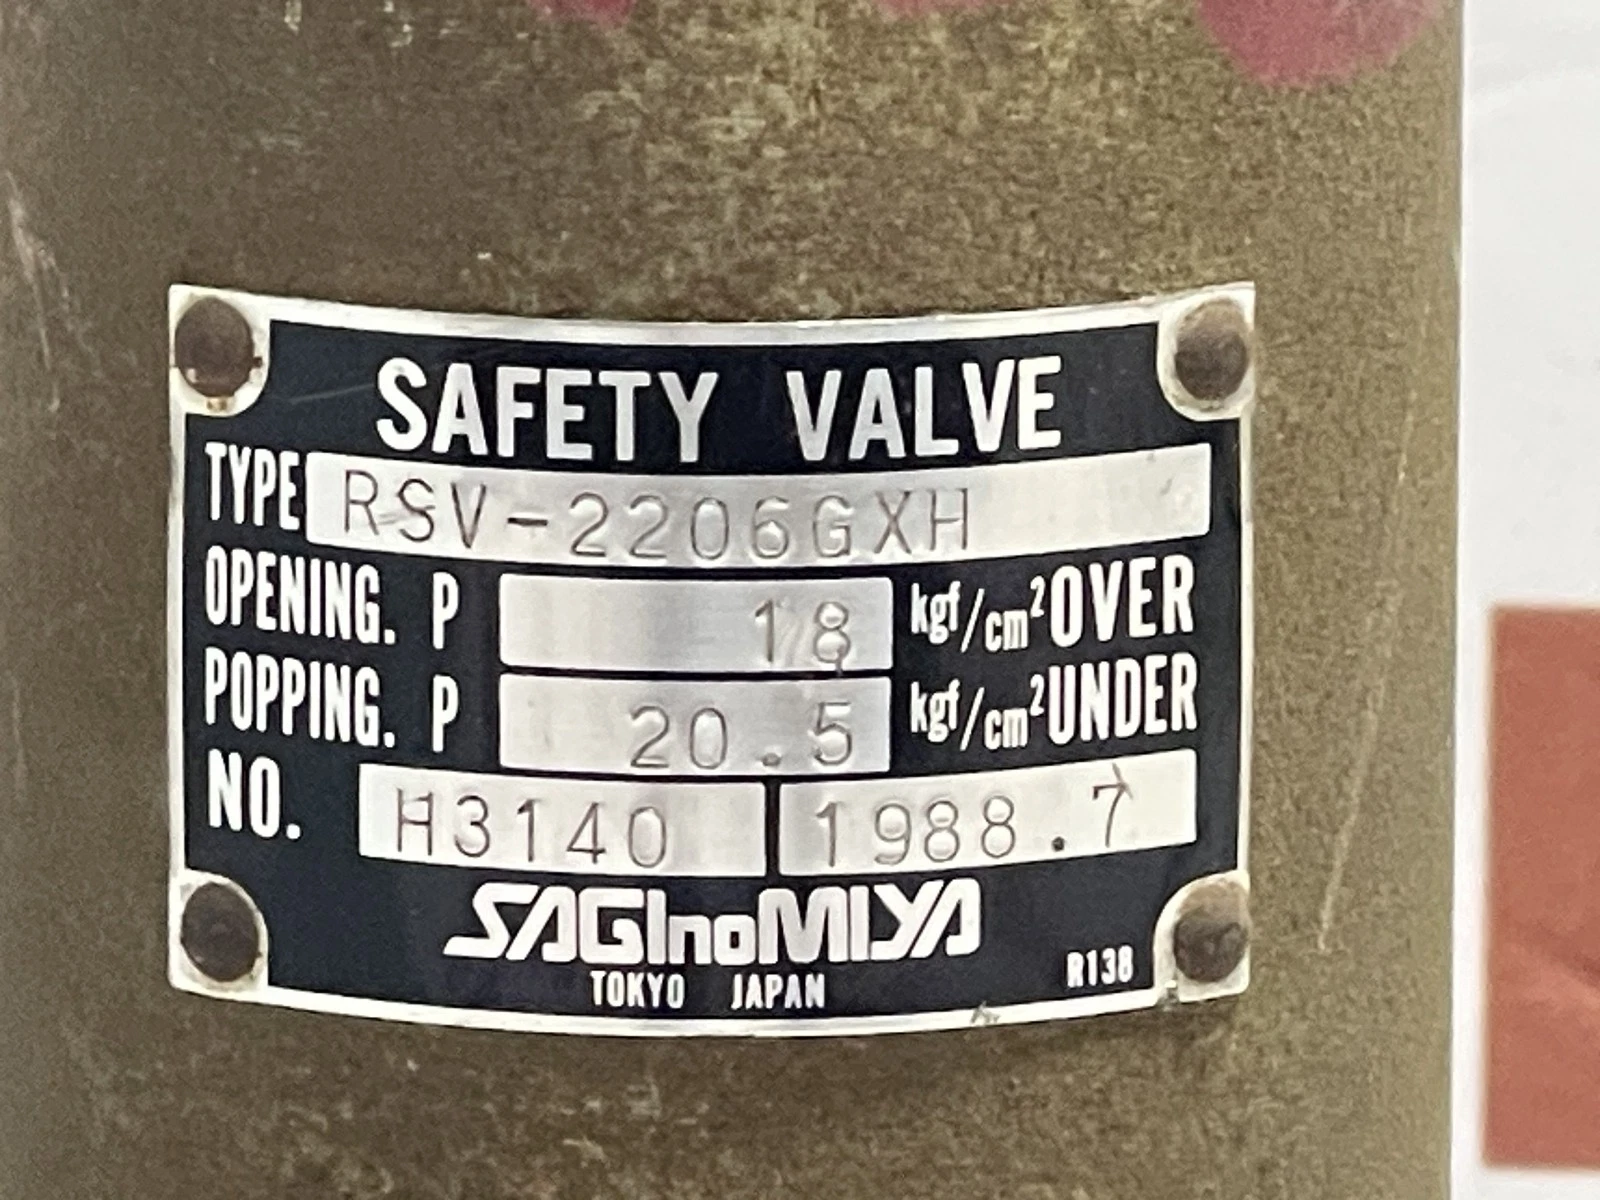 SAFETY VALVE
TYPE RSV-2206GXH
OPENING. P 18 kgf/cm² OVER
POPPING. P 20.5 kgf/cm² UNDER
NO. H3140 1988.7
SAGInoMIYA
TOKYO JAPAN
R138